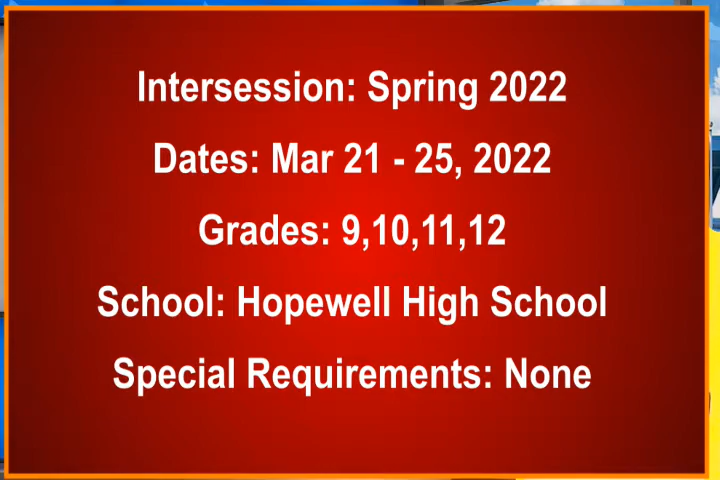 Intersession: Spring 2022
Dates: Mar 21 - 25, 2022
Grades: 9,10,11,12
School: Hopewell High School
Special Requirements: None